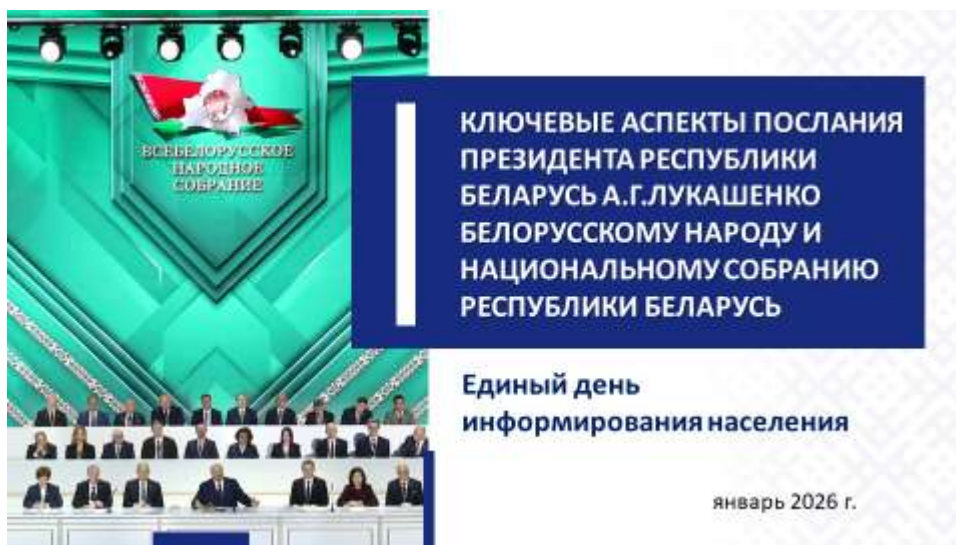 ВСЕБЕЛОРУССКОЕ
НАРОДНОЕ
СОБРАНИЕ
КЛЮЧЕВЫЕ АСПЕКТЫ ПОСЛАНИЯ
ПРЕЗИДЕНТА РЕСПУБЛИКИ
БЕЛАРУСЬ А.Г.ЛУКАШЕНКО
БЕЛОРУССКОМУ НАРОДУ И
НАЦИОНАЛЬНОМУ СОБРАНИЮ
РЕСПУБЛИКИ БЕЛАРУСЬ
Единый день
информирования населения
январь 2026 г.